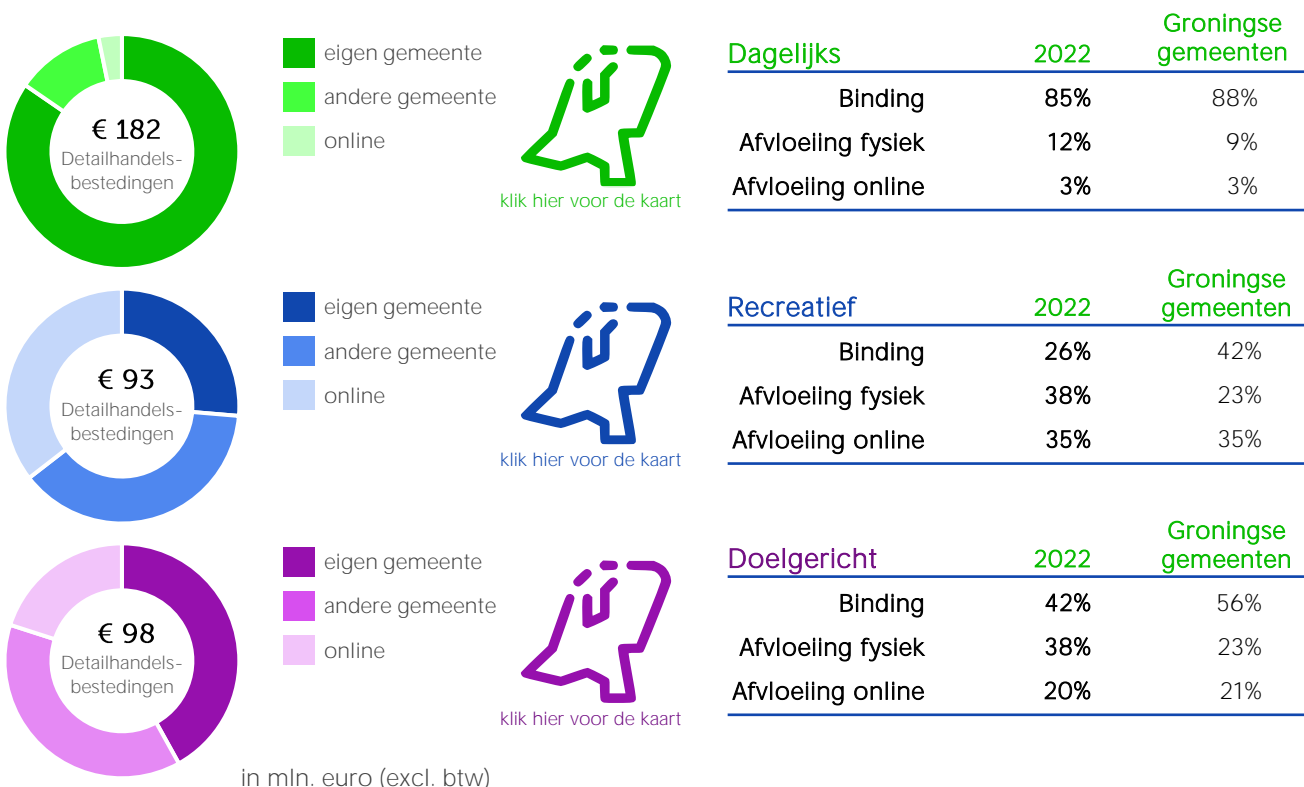 € 182
Detailhandels-
bestedingen
eigen gemeente
andere gemeente
online
klik hier voor de kaart
Groningse
Dagelijks 2022 gemeenten
Binding 85% 88%
Afvloeiing fysiek 12% 9%
Afvloeiing online 3% 3%
€ 93
Detailhandels-
bestedingen
eigen gemeente
andere gemeente
online
klik hier voor de kaart
Groningse
Recreatief 2022 gemeenten
Binding 26% 42%
Afvloeiing fysiek 38% 23%
Afvloeiing online 35% 35%
€ 98
Detailhandels-
bestedingen
eigen gemeente
andere gemeente
online
klik hier voor de kaart
Groningse
Doelgericht 2022 gemeenten
Binding 42% 56%
Afvloeiing fysiek 38% 23%
Afvloeiing online 20% 21%
in mln. euro (excl. btw)